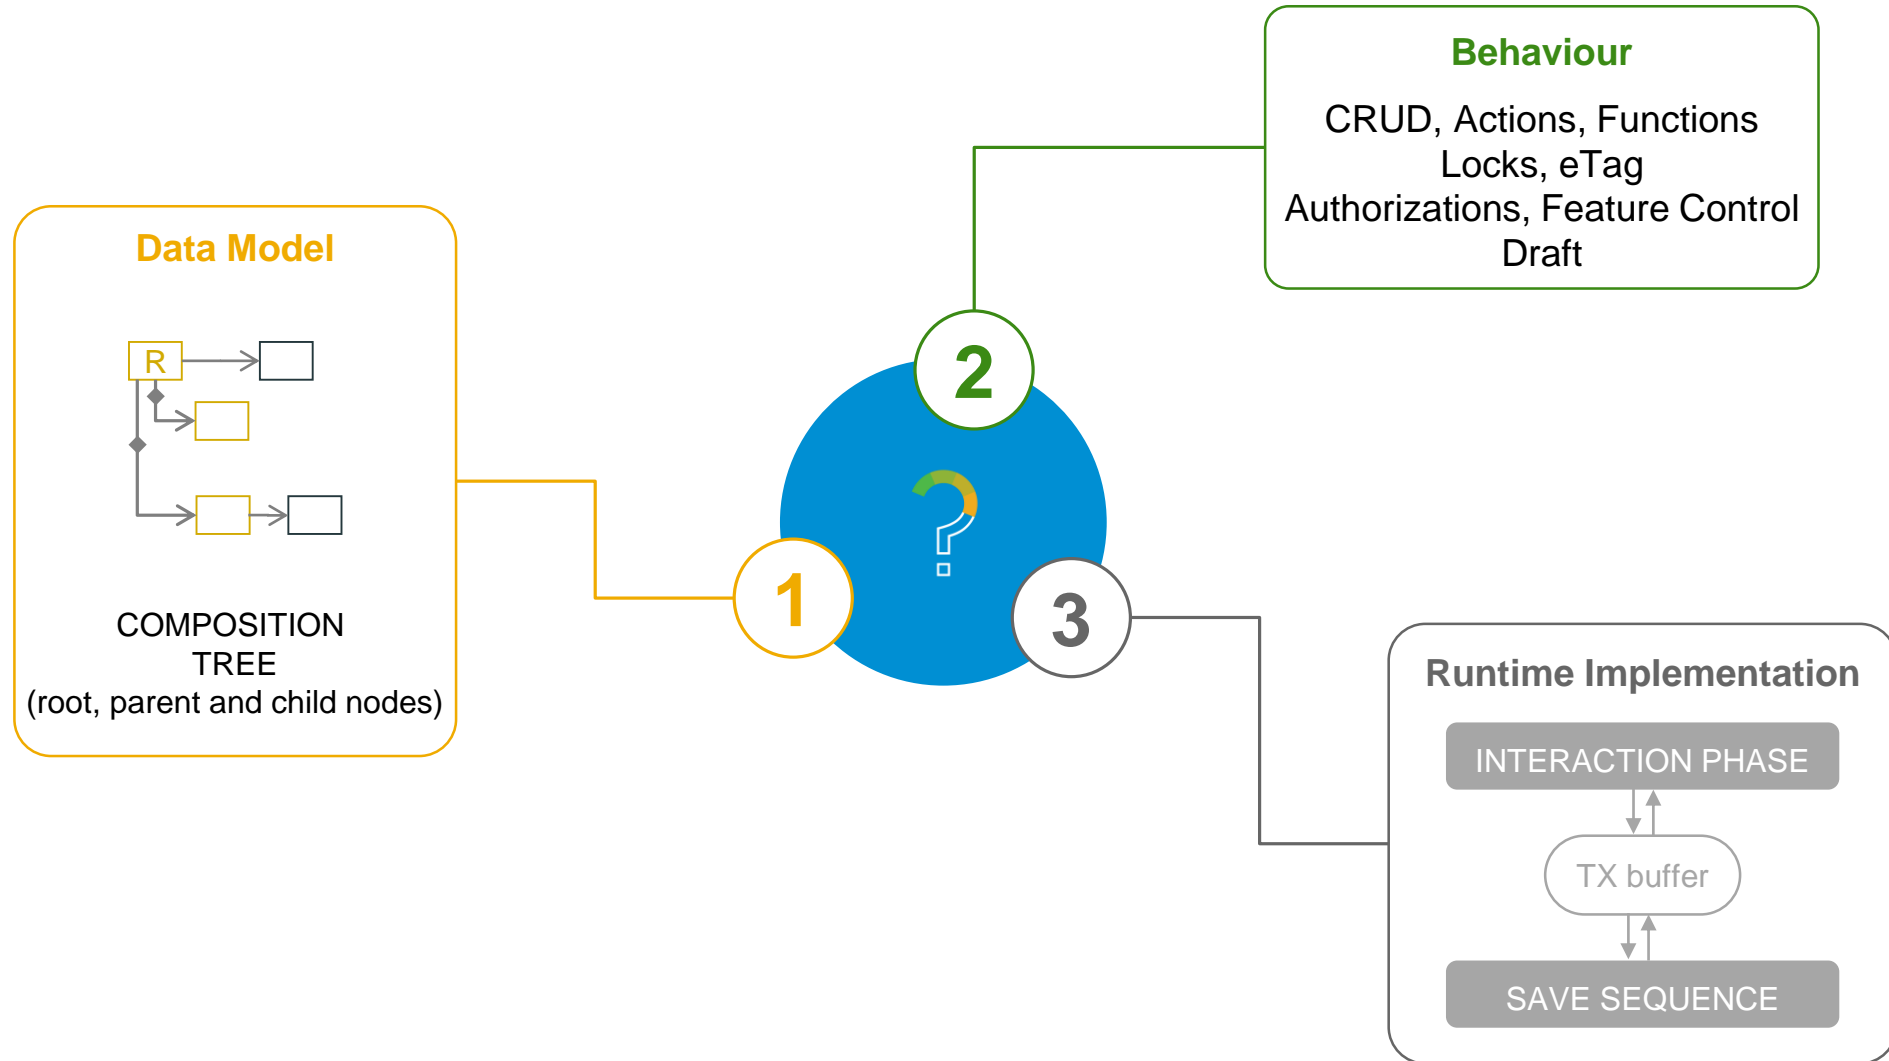 Data Model
R
COMPOSITION
TREE
(root, parent and child nodes)
1
2
Behaviour
CRUD, Actions, Functions
Locks, eTag
Authorizations, Feature Control
Draft
?
3
Runtime Implementation
INTERACTION PHASE
TX buffer
SAVE SEQUENCE